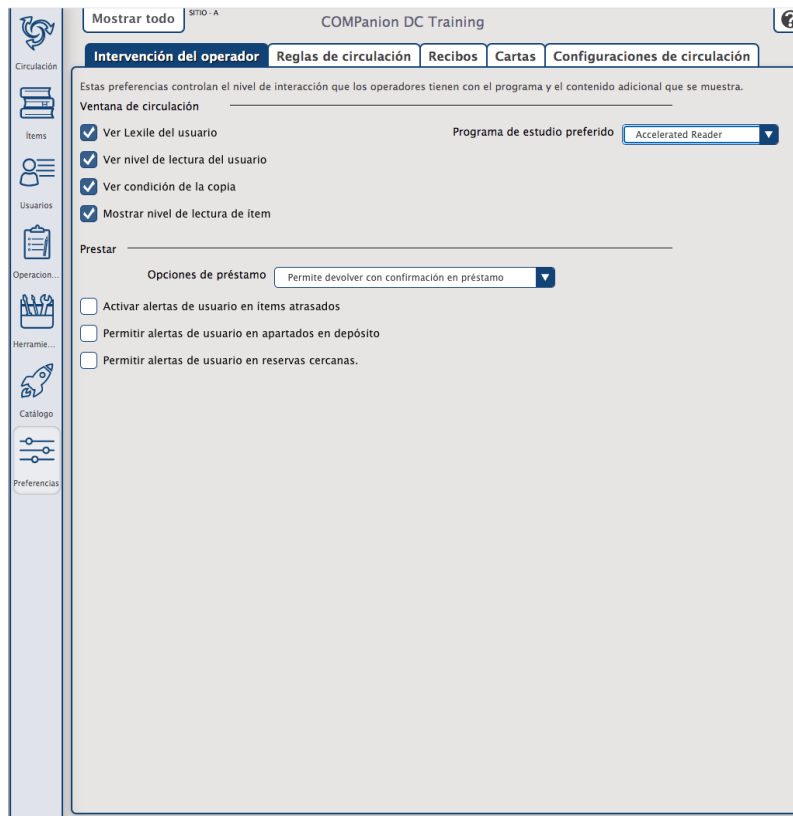 Mostrar todo
SITIO - A
COMPanion DC Training
Intervención del operador
Reglas de circulación
Recibos
Cartas
Configuraciones de circulación
Estas preferencias controlan el nivel de interacción que los operadores tienen con el programa y el contenido adicional que se muestra.
Ventana de circulación
Ver Lexile del usuario
Programa de estudio preferido
Accelerated Reader
Ver nivel de lectura del usuario
Ver condición de la copia
Mostrar nivel de lectura de ítem
Prestar
Opciones de préstamo
Permite devolver con confirmación en préstamo
Activar alertas de usuario en ítems atrasados
Permitir alertas de usuario en apartados en depósito
Permitir alertas de usuario en reservas cercanas.
Circulación
Ítems
Usuarios
Operacion...
Herramie...
Catálogo
Preferencias